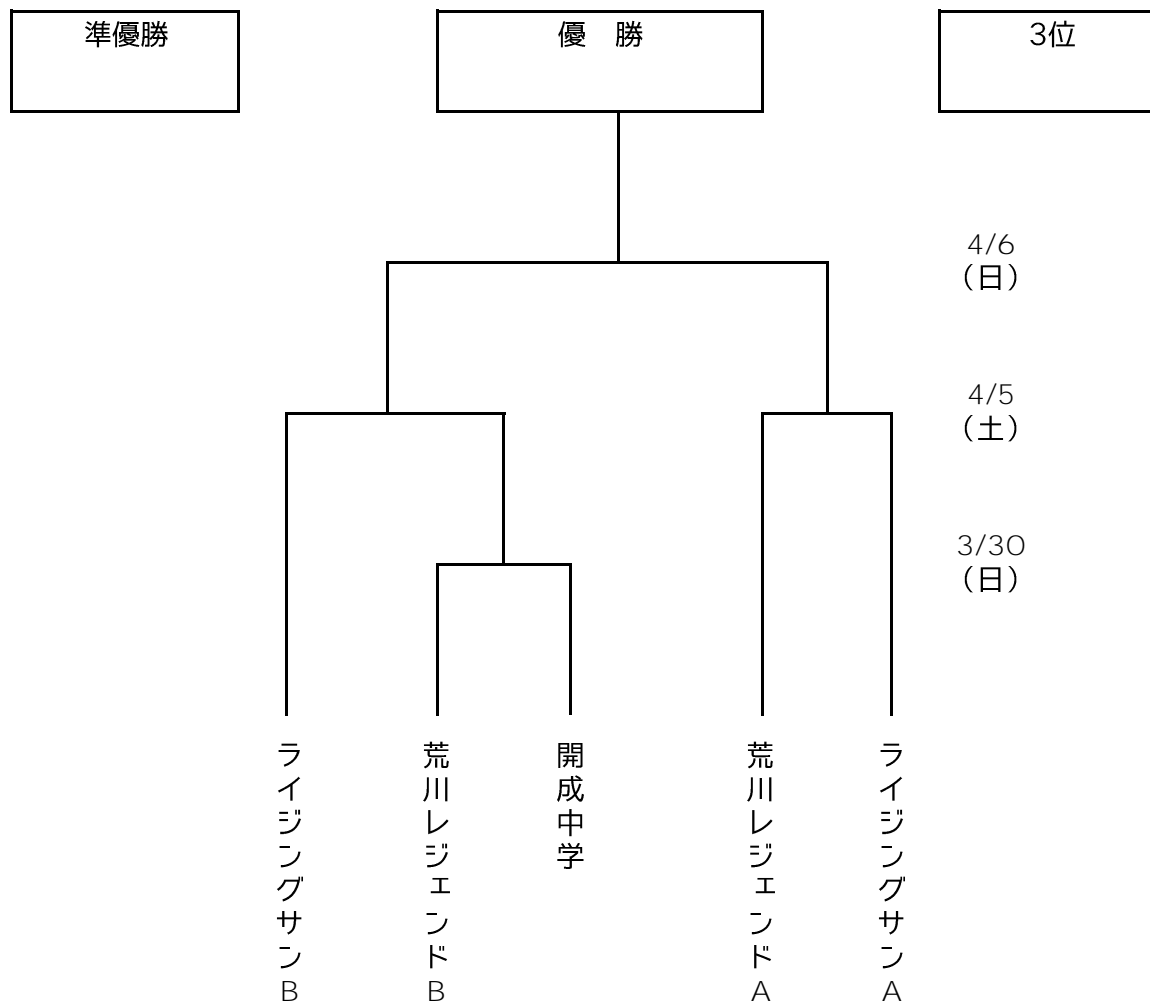 準優勝
優　勝
3位
4/6
（日）
4/5
（土）
3/30
（日）
ライジングサンB
荒川レジェンドB
開成中学
荒川レジェンドA
ライジングサンA